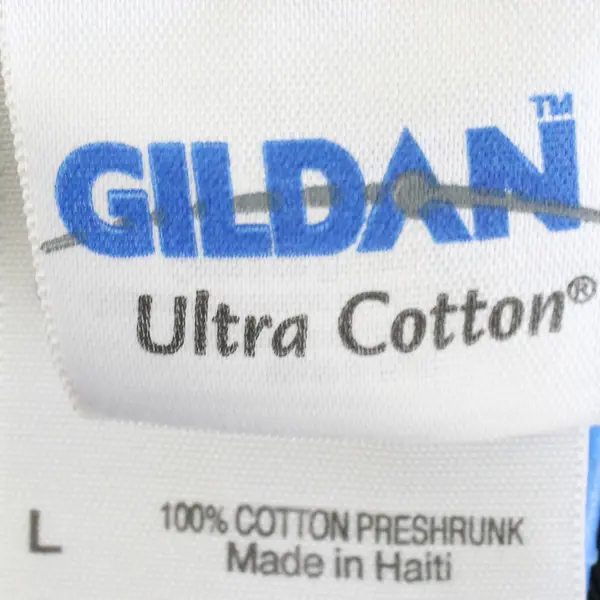 GILDAN™
Ultra Cotton®
L
100% COTTON PRESHRUNK
Made in Haiti